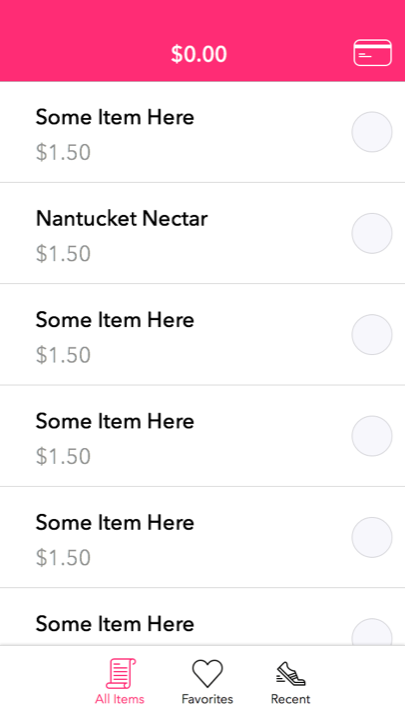 $0.00
Some Item Here
$1.50
Nantucket Nectar
$1.50
Some Item Here
$1.50
Some Item Here
$1.50
Some Item Here
$1.50
Some Item Here
All Items
Favorites
Recent